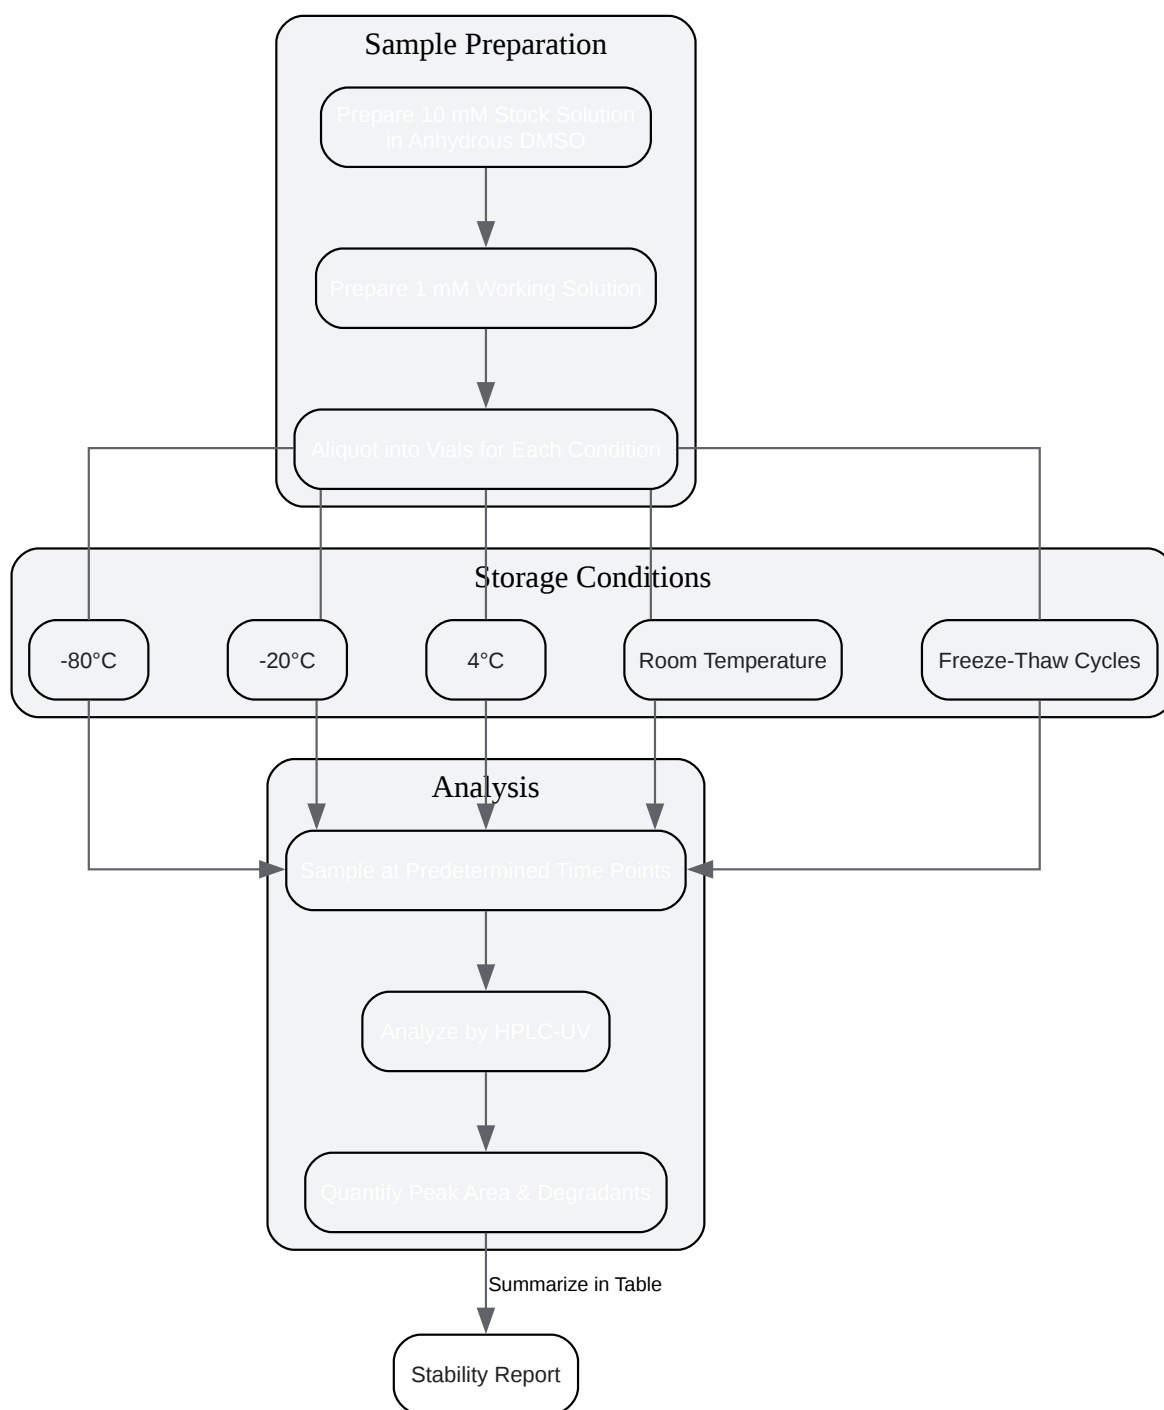 Sample Preparation
Prepare 10 mM Stock Solution
in Anhydrous DMSO
Prepare 1 mM Working Solution
Aliquot into Vials for Each Condition
Storage Conditions
-80°C
-20°C
4°C
Room Temperature
Freeze-Thaw Cycles
Analysis
Sample at Predetermined Time Points
Analyze by HPLC-UV
Quantify Peak Area & Degradants
Summarize in Table
Stability Report